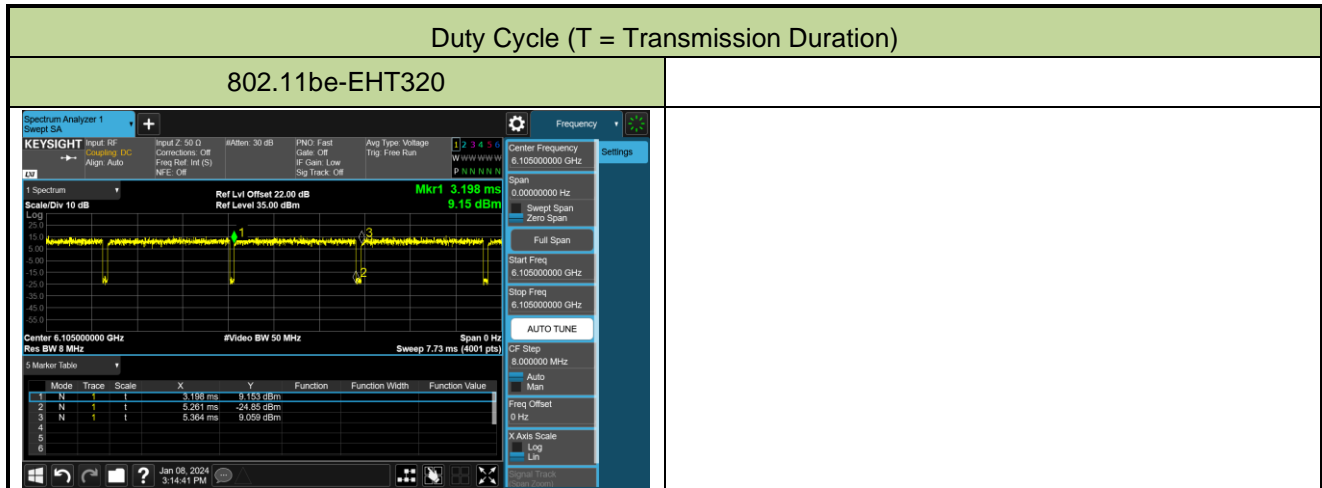 Duty Cycle (T = Transmission Duration)
802.11be-EHT320
Spectrum Analyzer 1
Swept SA
+
Frequency
KEYSIGHT
Input: RF
Coupling: DC
Align: Auto
Input Z: 50 Ω
Corrections: Off
Freq Ref: Int (S)
NFE: Off
#Atten: 30 dB
PNO: Fast
Gate: Off
IF Gain: Low
Sig Track: Off
Avg Type: Voltage
Trig: Free Run
1 2 3 4 5 6
W W W W W W
P N N N N N
LXI
Center Frequency
6.105000000 GHz
Settings
1 Spectrum
Scale/Div 10 dB
Ref Lvl Offset 22.00 dB
Ref Level 35.00 dBm
Mkr1 3.198 ms
9.15 dBm
Span
0.00000000 Hz
Swept Span
Zero Span
Full Span
Log
25.0
15.0
5.00
-5.00
-15.0
-25.0
-35.0
-45.0
-55.0
1
3
2
Start Freq
6.105000000 GHz
Stop Freq
6.105000000 GHz
AUTO TUNE
Center 6.105000000 GHz
#Video BW 50 MHz
Span 0 Hz
Res BW 8 MHz
Sweep 7.73 ms (4001 pts)
CF Step
8.000000 MHz
Auto
Man
5 Marker Table
Mode Trace Scale X Y Function Function Width Function Value
1 N 1 t 3.198 ms 9.153 dBm
2 N 1 t 5.261 ms -24.85 dBm
3 N 1 t 5.364 ms 9.059 dBm
4
5
6
Freq Offset
0 Hz
X Axis Scale
Log
Lin
Signal Track
(Span Zoom)
?
Jan 08, 2024
3:14:41 PM